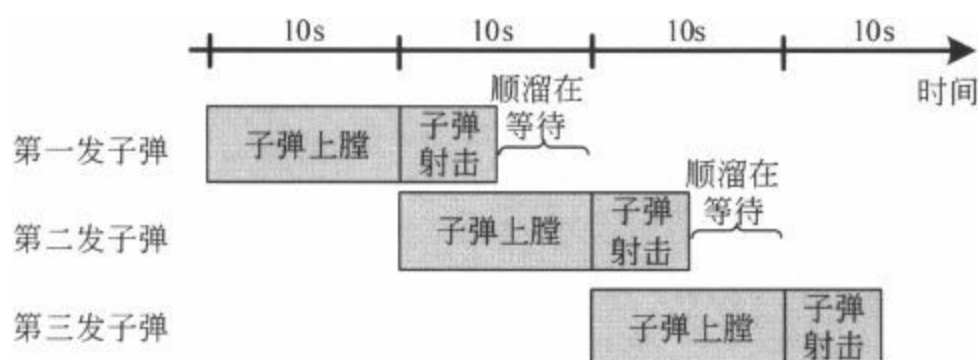 10s 10s 10s 10s
时间
顺溜在
等待
第一发子弹 子弹上膛 子弹
射击
顺溜在
等待
第二发子弹 子弹上膛 子弹
射击
第三发子弹 子弹上膛 子弹
射击